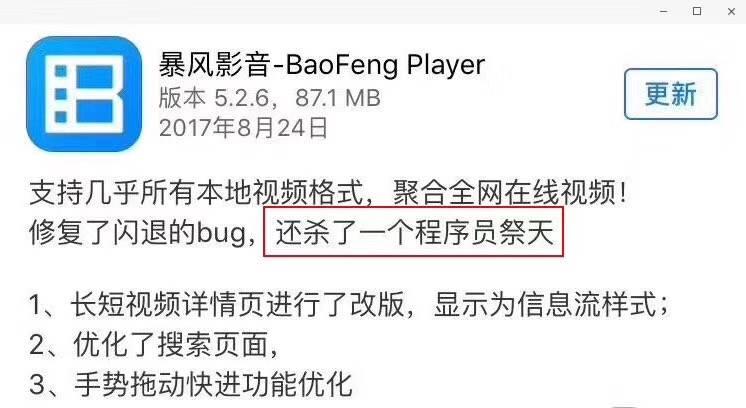 暴风影音-BaoFeng Player
版本 5.2.6，87.1 MB
更新
2017年8月24日
支持几乎所有本地视频格式，聚合全网在线视频！
修复了闪退的bug，还杀了一个程序员祭天
1、长短视频详情页进行了改版，显示为信息流样式；
2、优化了搜索页面，
3、手势拖动快进功能优化